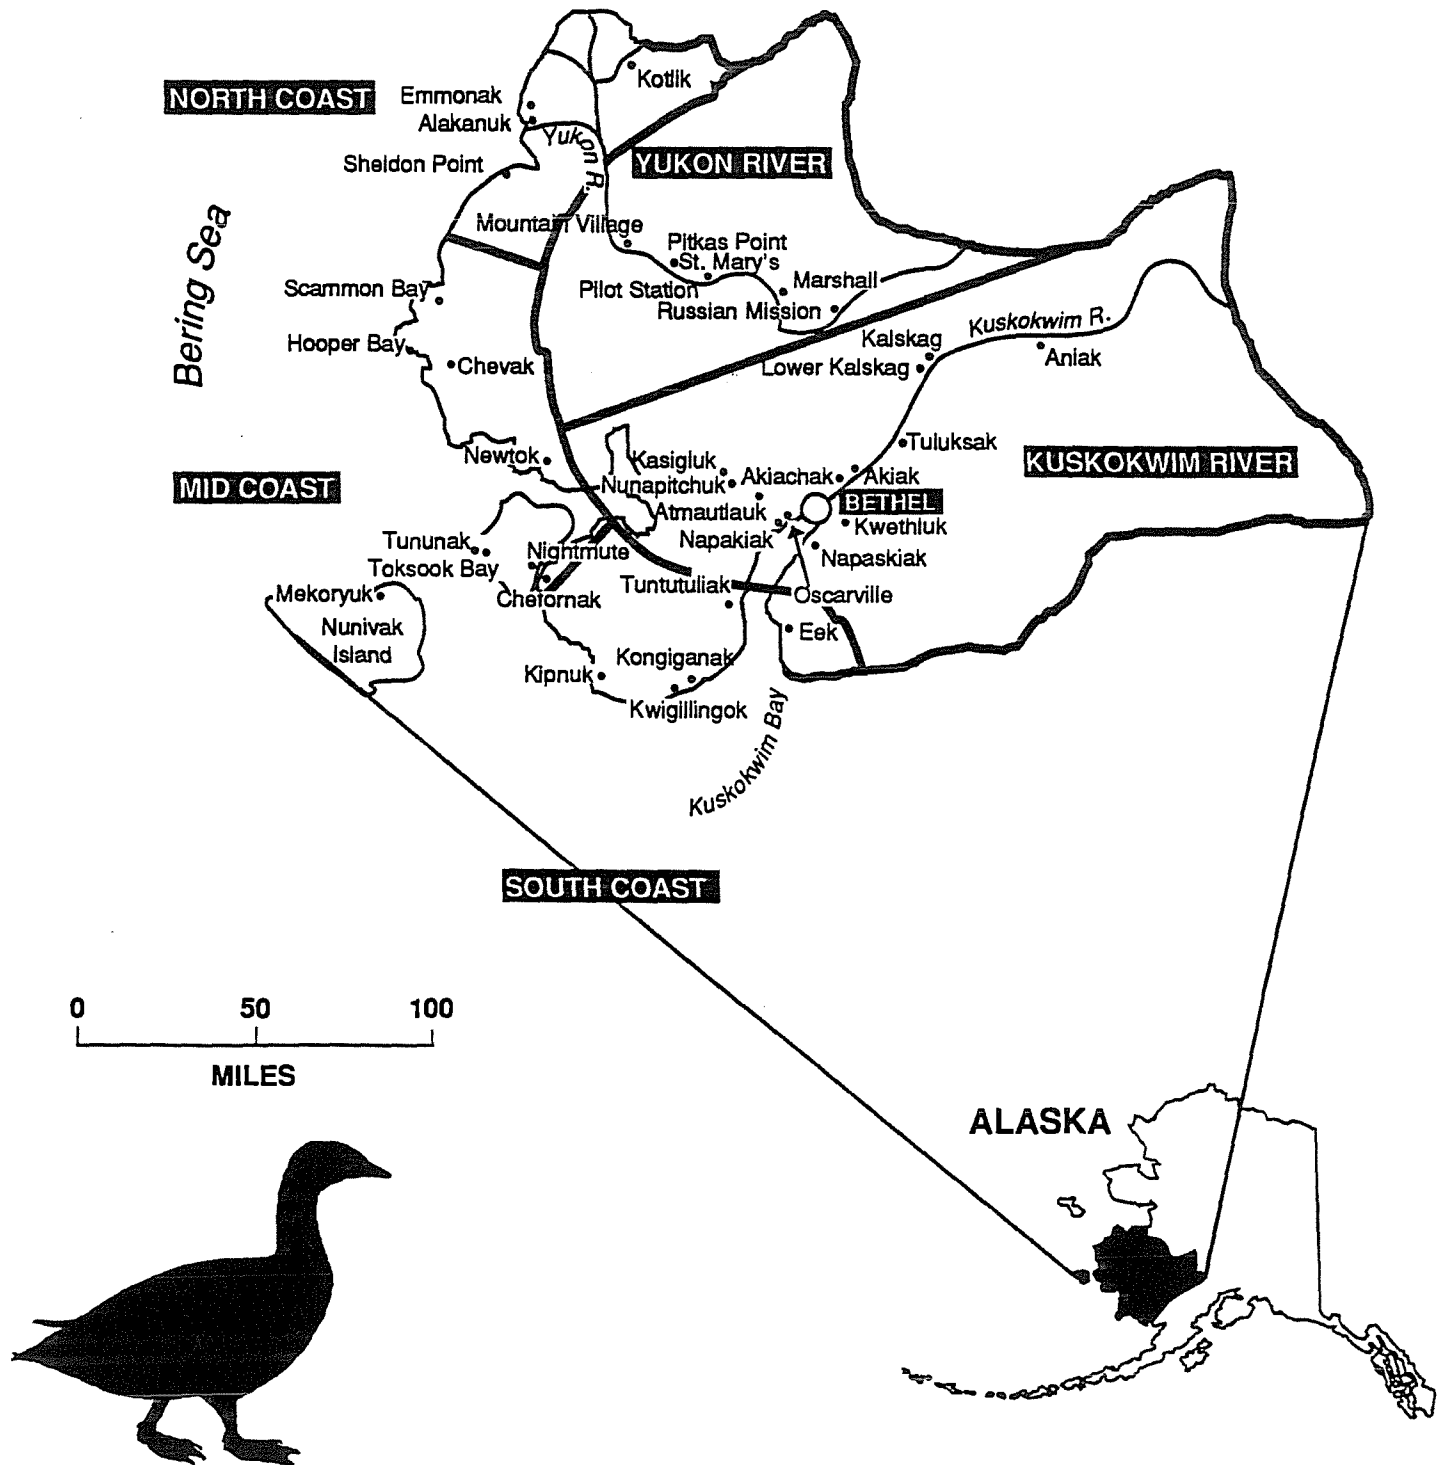 Kotlik
NORTH COAST
Emmonak
Alakanuk
Yukon R.
Sheldon Point
YUKON RIVER
Mountain Village
Bering Sea
Pitkas Point
St. Mary's
Pilot Station
Marshall
Russian Mission
Scammon Bay
Hooper Bay
Chevak
Kuskokwim R.
Kalskag
Lower Kalskag
Aniak
Tuluksak
Newtok
Kasigluk
KUSKOKWIM RIVER
MID COAST
Nunapitchuk
Akiachak
Akiak
BETHEL
Atmautlauk
Kwethluk
Napakiak
Napaskiak
Tununak
Nightmute
Toksook Bay
Tuntutuliak
Chefornak
Oscarville
Mekoryuk
Nunivak
Island
Eek
Kongiganak
Kipnuk
Kwigillingok
Kuskokwim Bay
SOUTH COAST
0 50 100
MILES
ALASKA